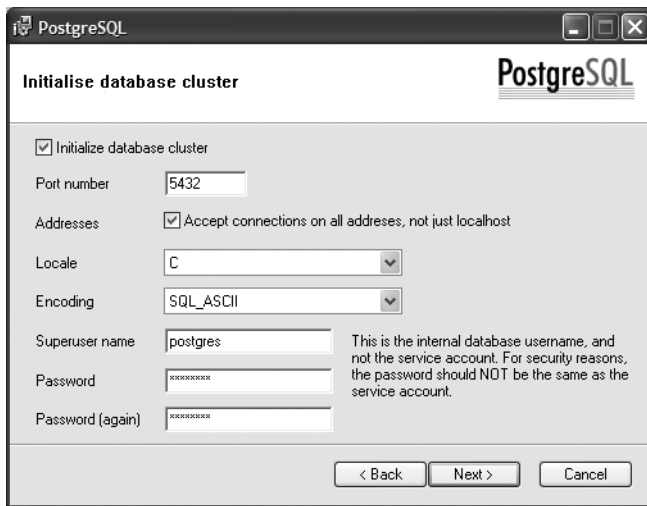 PostgreSQL
Initialise database cluster
PostgreSQL
Initialize database cluster
Port number 5432
Addresses Accept connections on all addreses, not just localhost
Locale C
Encoding SQL_ASCII
Superuser name postgres
This is the internal database username, and
not the service account. For security reasons,
the password should NOT be the same as the
service account.
Password ********
Password (again) ********
< Back Next > Cancel